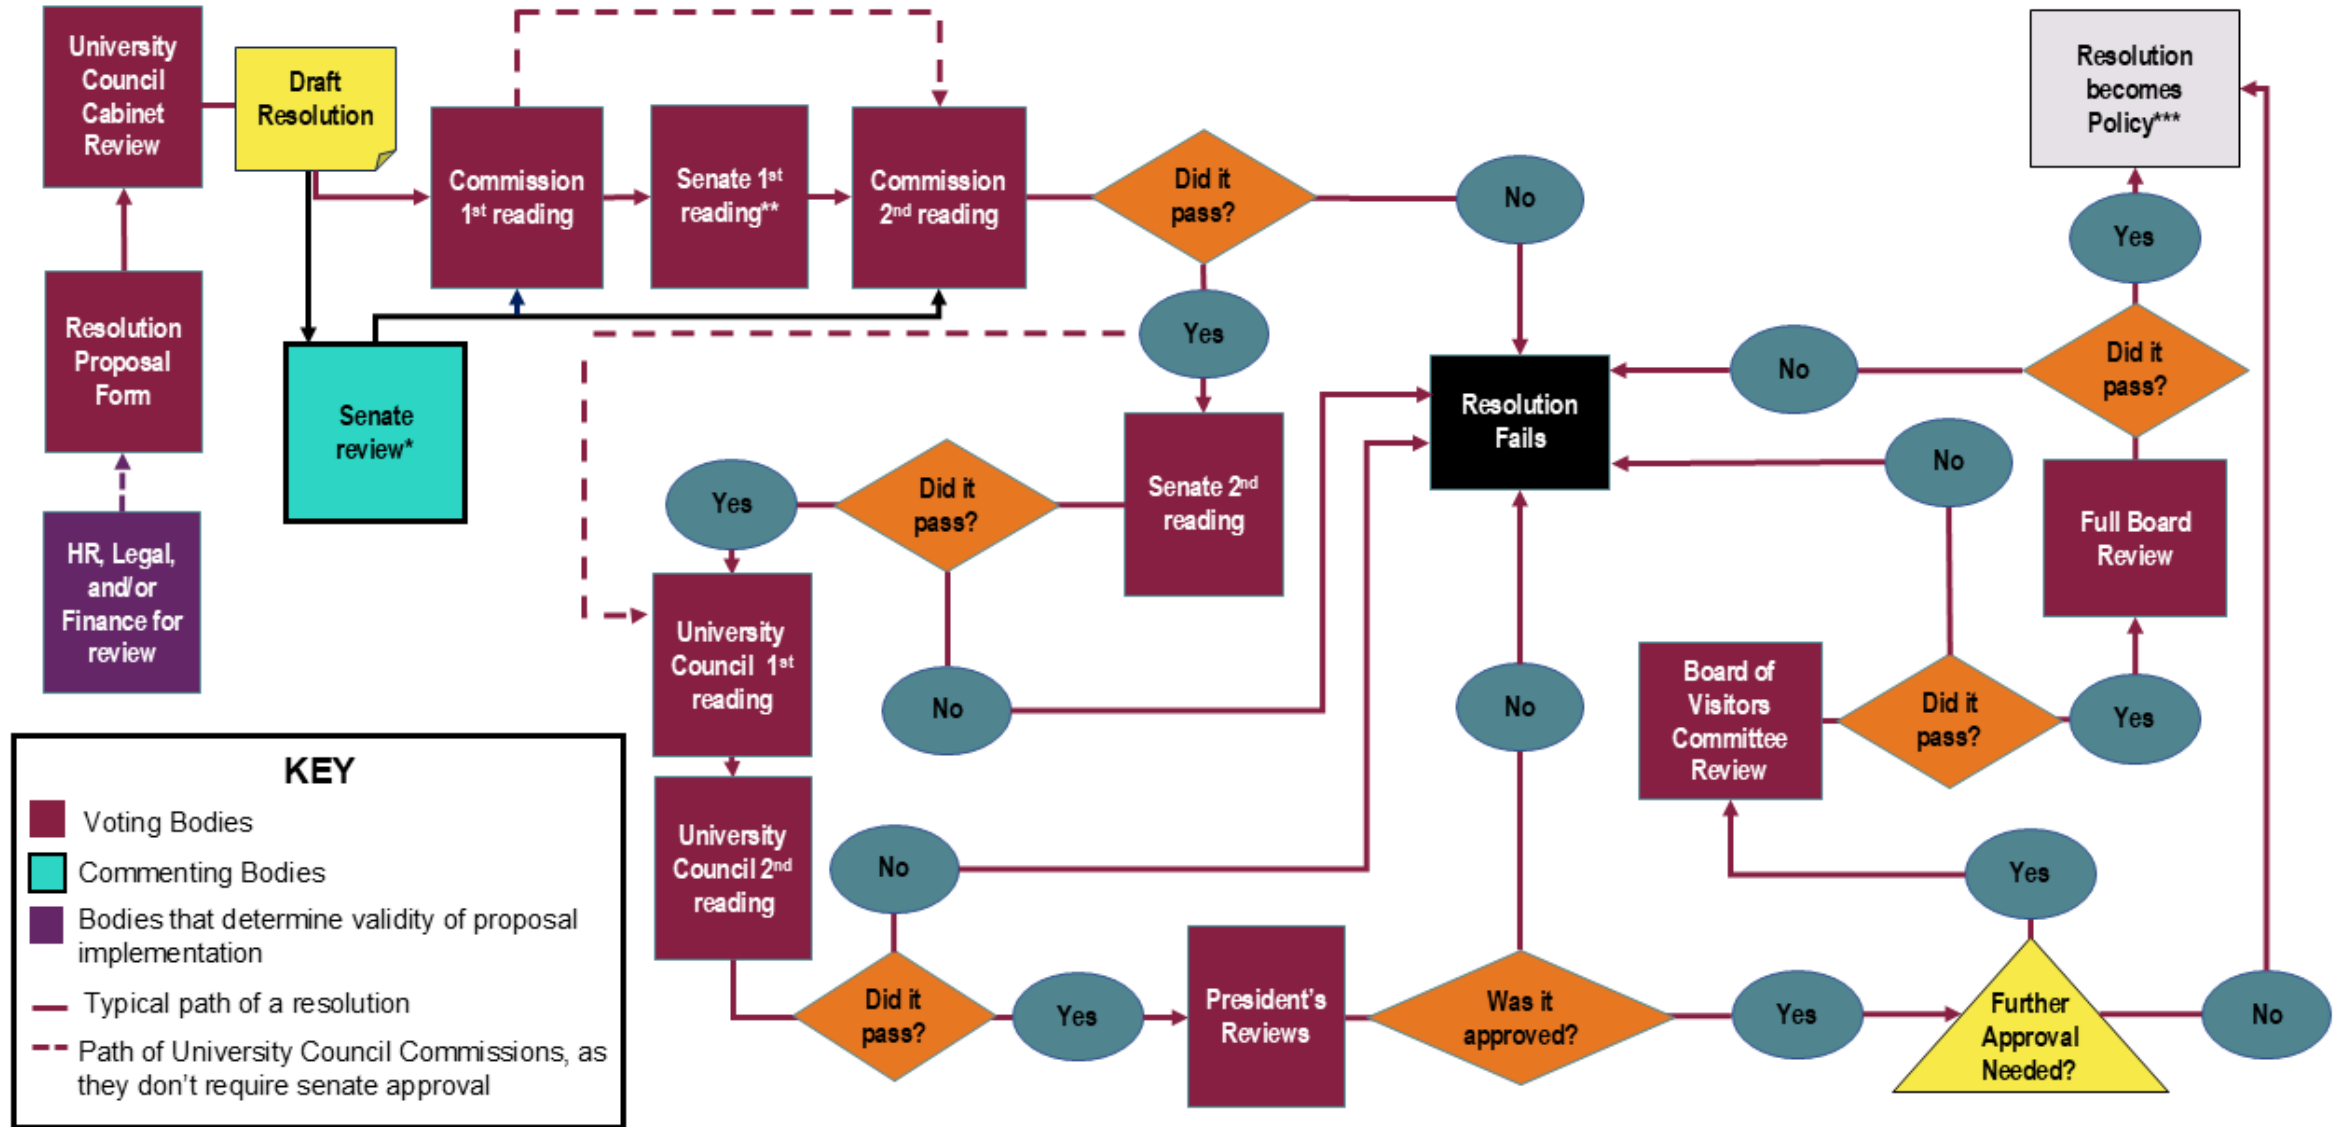 University
Council
Cabinet
Review
Draft
Resolution
Commission
1st reading
Senate 1st
reading**
Commission
2nd reading
Did it
pass?
No
Resolution
becomes
Policy***
Yes
Resolution
Proposal
Form
Senate
review*
Yes
Resolution
Fails
No
Did it
pass?
HR, Legal,
and/or
Finance for
review
Yes
Did it
pass?
Senate 2nd
reading
No
Full Board
Review
University
Council 1st
reading
No
No
Board of
Visitors
Committee
Review
Did it
pass?
Yes
University
Council 2nd
reading
No
Yes
Did it
pass?
Yes
President's
Reviews
Was it
approved?
Yes
Further
Approval
Needed?
No
KEY
Voting Bodies
Commenting Bodies
Bodies that determine validity of proposal
implementation
Typical path of a resolution
Path of University Council Commissions, as
they don't require senate approval